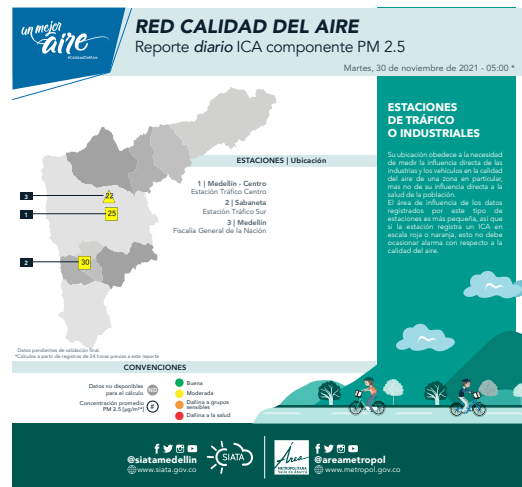 un mejor
aire
#CalidadDelAire
RED CALIDAD DEL AIRE
Reporte diario ICA componente PM 2.5
Martes, 30 de noviembre de 2021 - 05:00 *
ESTACIONES | Ubicación
1 | Medellín - Centro
Estación Tráfico Centro
2 | Sabaneta
Estación Tráfico Sur
3 | Medellín
Fiscalía General de la Nación
3
22
1
25
2
30
Datos pendientes de validación final.
*Cálculos a partir de registros de 24 horas previas a este reporte
ESTACIONES
DE TRÁFICO
O INDUSTRIALES
Su ubicación obedece a la necesidad
de medir la influencia directa de las
industrias y los vehículos en la calidad
del aire de una zona en particular,
mas no de su influencia directa a la
salud de la población.
El área de influencia de los datos
registrados por este tipo de
estaciones es más pequeña, así que
si la estación registra un ICA en
escala roja o naranja, esto no debe
ocasionar alarma con respecto a la
calidad del aire.
CONVENCIONES
Datos no disponibles
para el cálculo
ND
Concentración promedio
PM 2.5 [µg/m³*]
#
Buena
Moderada
Dañina a grupos
sensibles
Dañina a la salud
@siatamedellin
www.siata.gov.co
SIATA
Área
METROPOLITANA
Valle de Aburrá
@areametropol
www.metropol.gov.co